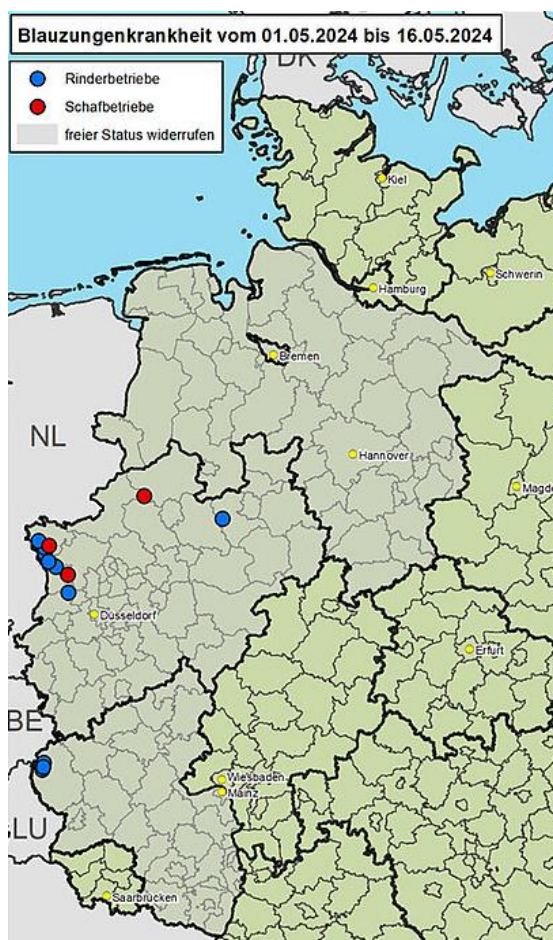 Blauzungenkrankheit vom 01.05.2024 bis 16.05.2024
DK
Rinderbetriebe
Schafbetriebe
freier Status widerrufen
Kiel
Schwerin
Hamburg
Bremen
NL
Hannover
Magde
Düsseldorf
Erfurt
BE
Wiesbaden
Mainz
LU
Saarbrücken